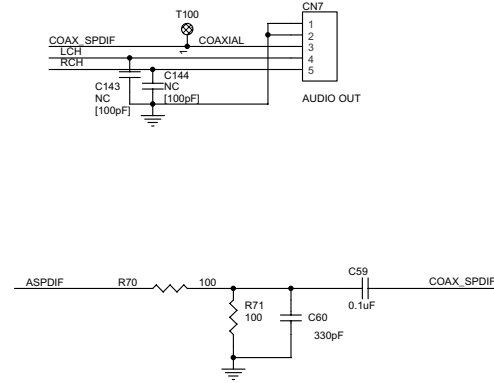 CN7
T100
1
COAX_SPDIF
COAXIAL
1
2
3
4
5
LCH
RCH
C143
NC
[100pF]
C144
NC
[100pF]
AUDIO OUT
ASPDIF
R70
100
R71
100
C60
330pF
C59
0.1uF
COAX_SPDIF